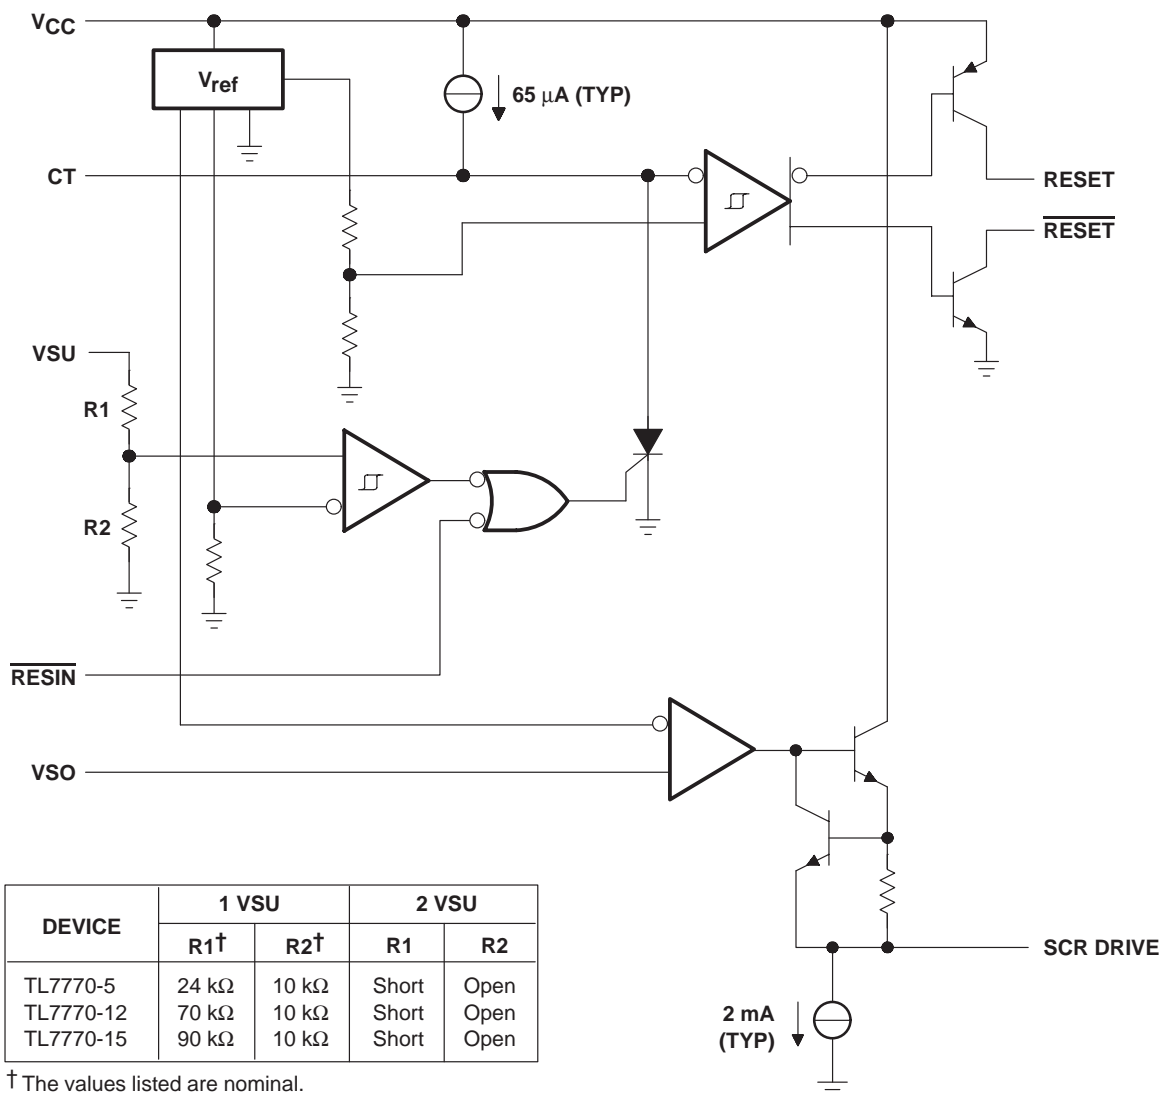 VCC
Vref
65 µA (TYP)
CT
RESET
RESET
VSU
R1
R2
RESIN
VSO
SCR DRIVE
2 mA
(TYP)
DEVICE 1 VSU 2 VSU
R1† R2† R1 R2
TL7770-5 24 kΩ 10 kΩ Short Open
TL7770-12 70 kΩ 10 kΩ Short Open
TL7770-15 90 kΩ 10 kΩ Short Open
† The values listed are nominal.